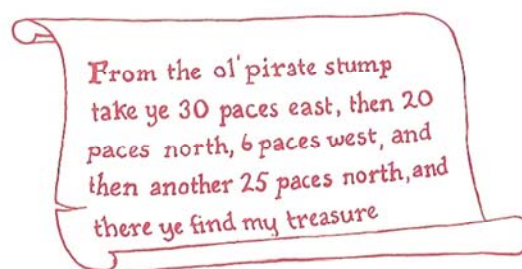 From the ol' pirate stump
take ye 30 paces east, then 20
paces north, 6 paces west, and
then another 25 paces north, and
there ye find my treasure